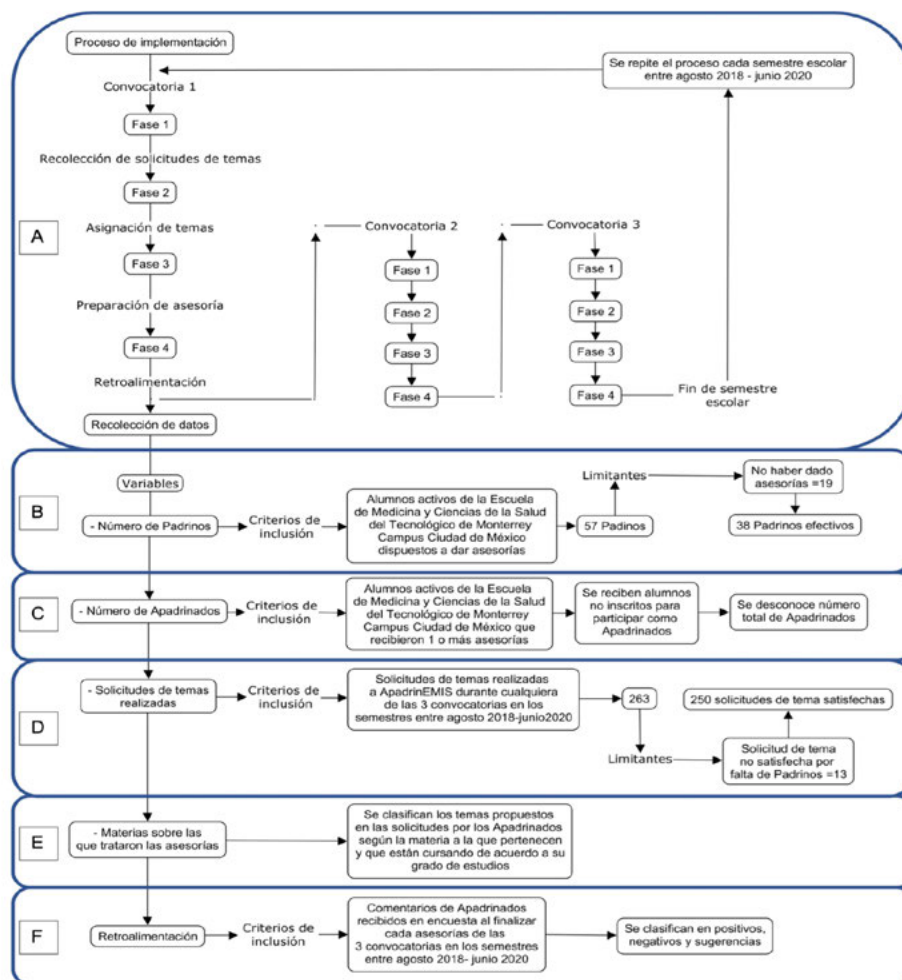 Proceso de implementación
Se repite el proceso cada semestre escolar
entre agosto 2018 - junio 2020
Convocatoria 1
Fase 1
Recolección de solicitudes de temas
Fase 2
A
Asignación de temas
Fase 3
Preparación de asesoría
Fase 4
Retroalimentación
Recolección de datos
Convocatoria 2
Fase 1
Fase 2
Fase 3
Fase 4
Convocatoria 3
Fase 1
Fase 2
Fase 3
Fase 4
Fin de semestre
escolar
B
Variables
- Número de Padrinos
Criterios de
inclusión
Alumnos activos de la Escuela
de Medicina y Ciencias de la Salud
del Tecnológico de Monterrey
Campus Ciudad de México
dispuestos a dar asesorías
57 Padinos
Limitantes
No haber dado
asesorías =19
38 Padrinos efectivos
C
- Número de Apadrinados
Criterios de
inclusión
Alumnos activos de la Escuela
de Medicina y Ciencias de la Salud
del Tecnológico de Monterrey
Campus Ciudad de México que
recibieron 1 o más asesorías
Se reciben alumnos
no inscritos para
participar como
Apadrinados
Se desconoce número
total de Apadrinados
D
- Solicitudes de temas
realizadas
Criterios de
inclusión
Solicitudes de temas realizadas
a ApadrinEMIS durante cualquiera
de las 3 convocatorias en los
semestres entre agosto 2018-junio2020
263
Limitantes
Solicitud de tema
no satisfecha por
falta de Padrinos =13
250 solicitudes de tema satisfechas
E
- Materias sobre las
que trataron las asesorías
Se clasifican los temas propuestos
en las solicitudes por los Apadrinados
según la materia a la que pertenecen
y que están cursando de acuerdo a su
grado de estudios
F
Retroalimentación
Criterios de
inclusión
Comentarios de Apadrinados
recibidos en encuesta al finalizar
cada asesorías de las
3 convocatorias en los semestres
entre agosto 2018- junio 2020
Se clasifican en positivos,
negativos y sugerencias